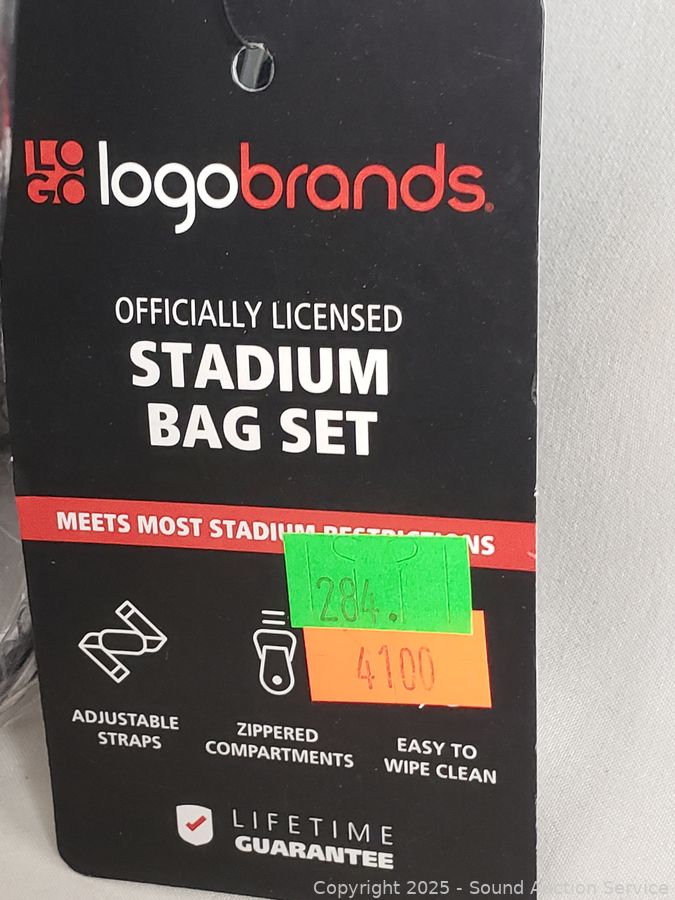 LOGO logobrands.
OFFICIALLY LICENSED
STADIUM
BAG SET
MEETS MOST STADIUM RESTRICTIONS
284.
4100
ADJUSTABLE
STRAPS
ZIPPERED
COMPARTMENTS
EASY TO
WIPE CLEAN
LIFETIME
GUARANTEE
Copyright 2025 - Sound Auction Service